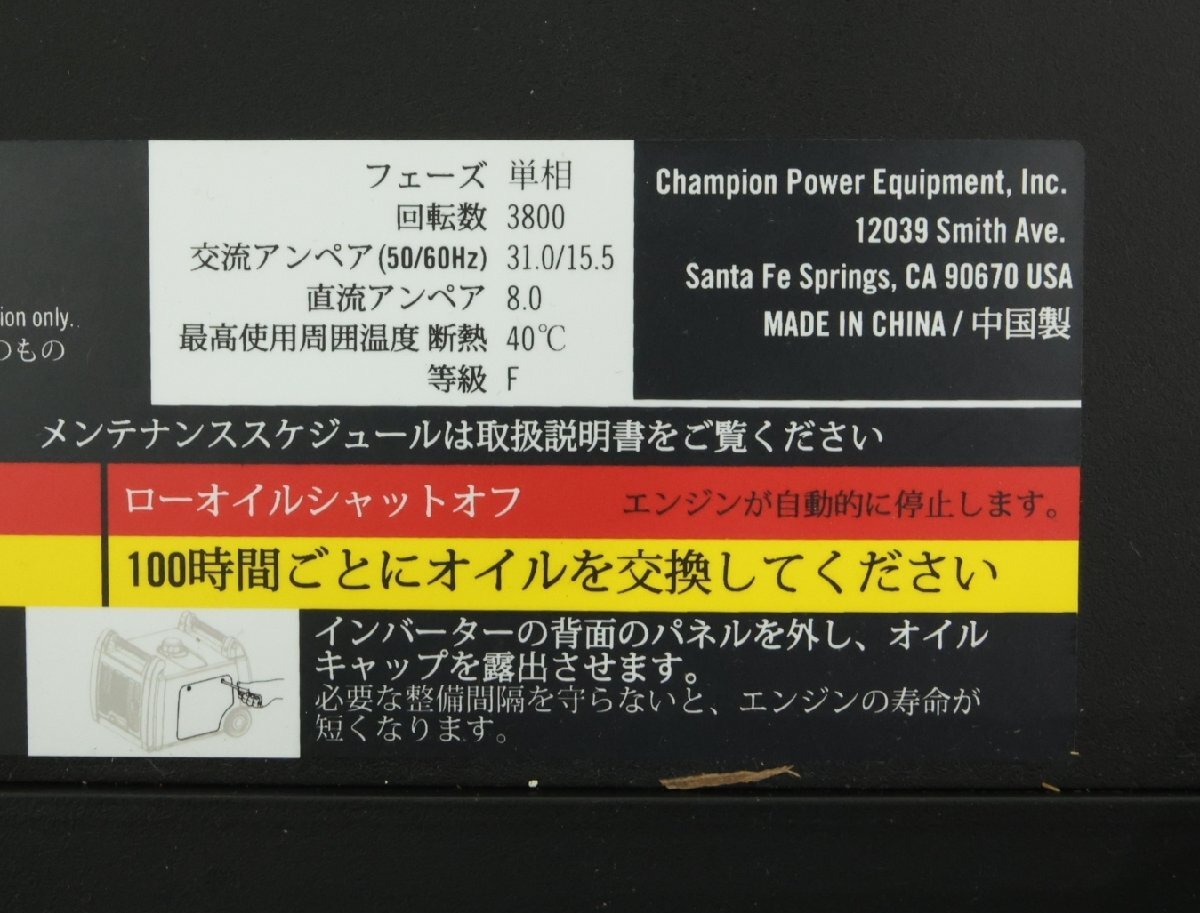 フェーズ 単相
回転数 3800
交流アンペア(50/60Hz) 31.0/15.5
直流アンペア 8.0
最高使用周囲温度 断熱 40℃
等級 F
Champion Power Equipment, Inc.
12039 Smith Ave.
Santa Fe Springs, CA 90670 USA
MADE IN CHINA / 中国製
only.
もの
メンテナンススケジュールは取扱説明書をご覧ください
ローオイルシャットオフ エンジンが自動的に停止します。
100時間ごとにオイルを交換してください
インバーターの背面のパネルを外し、オイル
キャップを露出させます。
必要な整備間隔を守らないと、エンジンの寿命が
短くなります。